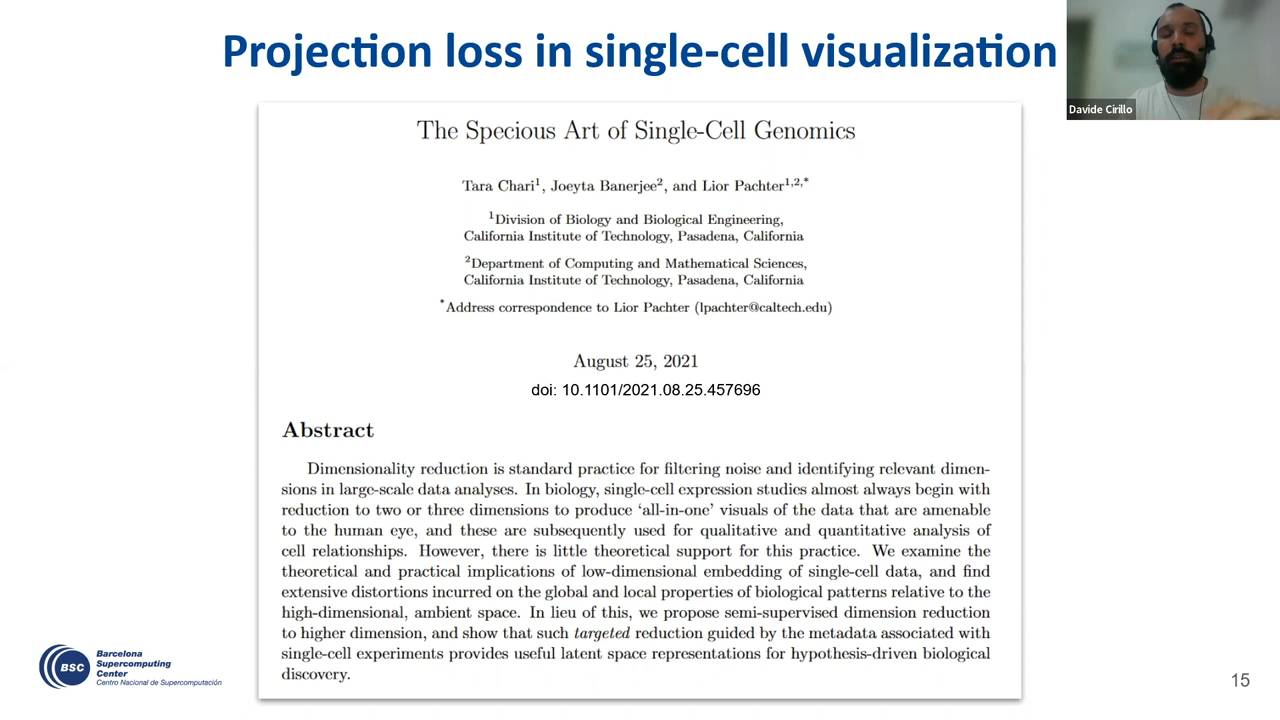 Projection loss in single-cell visualization
Davide Cirillo
The Specious Art of Single-Cell Genomics
Tara Chari¹, Joeyta Banerjee², and Lior Pachter¹,²,*
¹Division of Biology and Biological Engineering,
California Institute of Technology, Pasadena, California
²Department of Computing and Mathematical Sciences,
California Institute of Technology, Pasadena, California
*Address correspondence to Lior Pachter (lpachter@caltech.edu)
August 25, 2021
doi: 10.1101/2021.08.25.457696
Abstract
Dimensionality reduction is standard practice for filtering noise and identifying relevant dimen-
sions in large-scale data analyses. In biology, single-cell expression studies almost always begin with
reduction to two or three dimensions to produce ‘all-in-one’ visuals of the data that are amenable
to the human eye, and these are subsequently used for qualitative and quantitative analysis of
cell relationships. However, there is little theoretical support for this practice. We examine the
theoretical and practical implications of low-dimensional embedding of single-cell data, and find
extensive distortions incurred on the global and local properties of biological patterns relative to the
high-dimensional, ambient space. In lieu of this, we propose semi-supervised dimension reduction
to higher dimension, and show that such targeted reduction guided by the metadata associated with
single-cell experiments provides useful latent space representations for hypothesis-driven biological
discovery.
BSC
Barcelona
Supercomputing
Center
Centro Nacional de Supercomputación
15